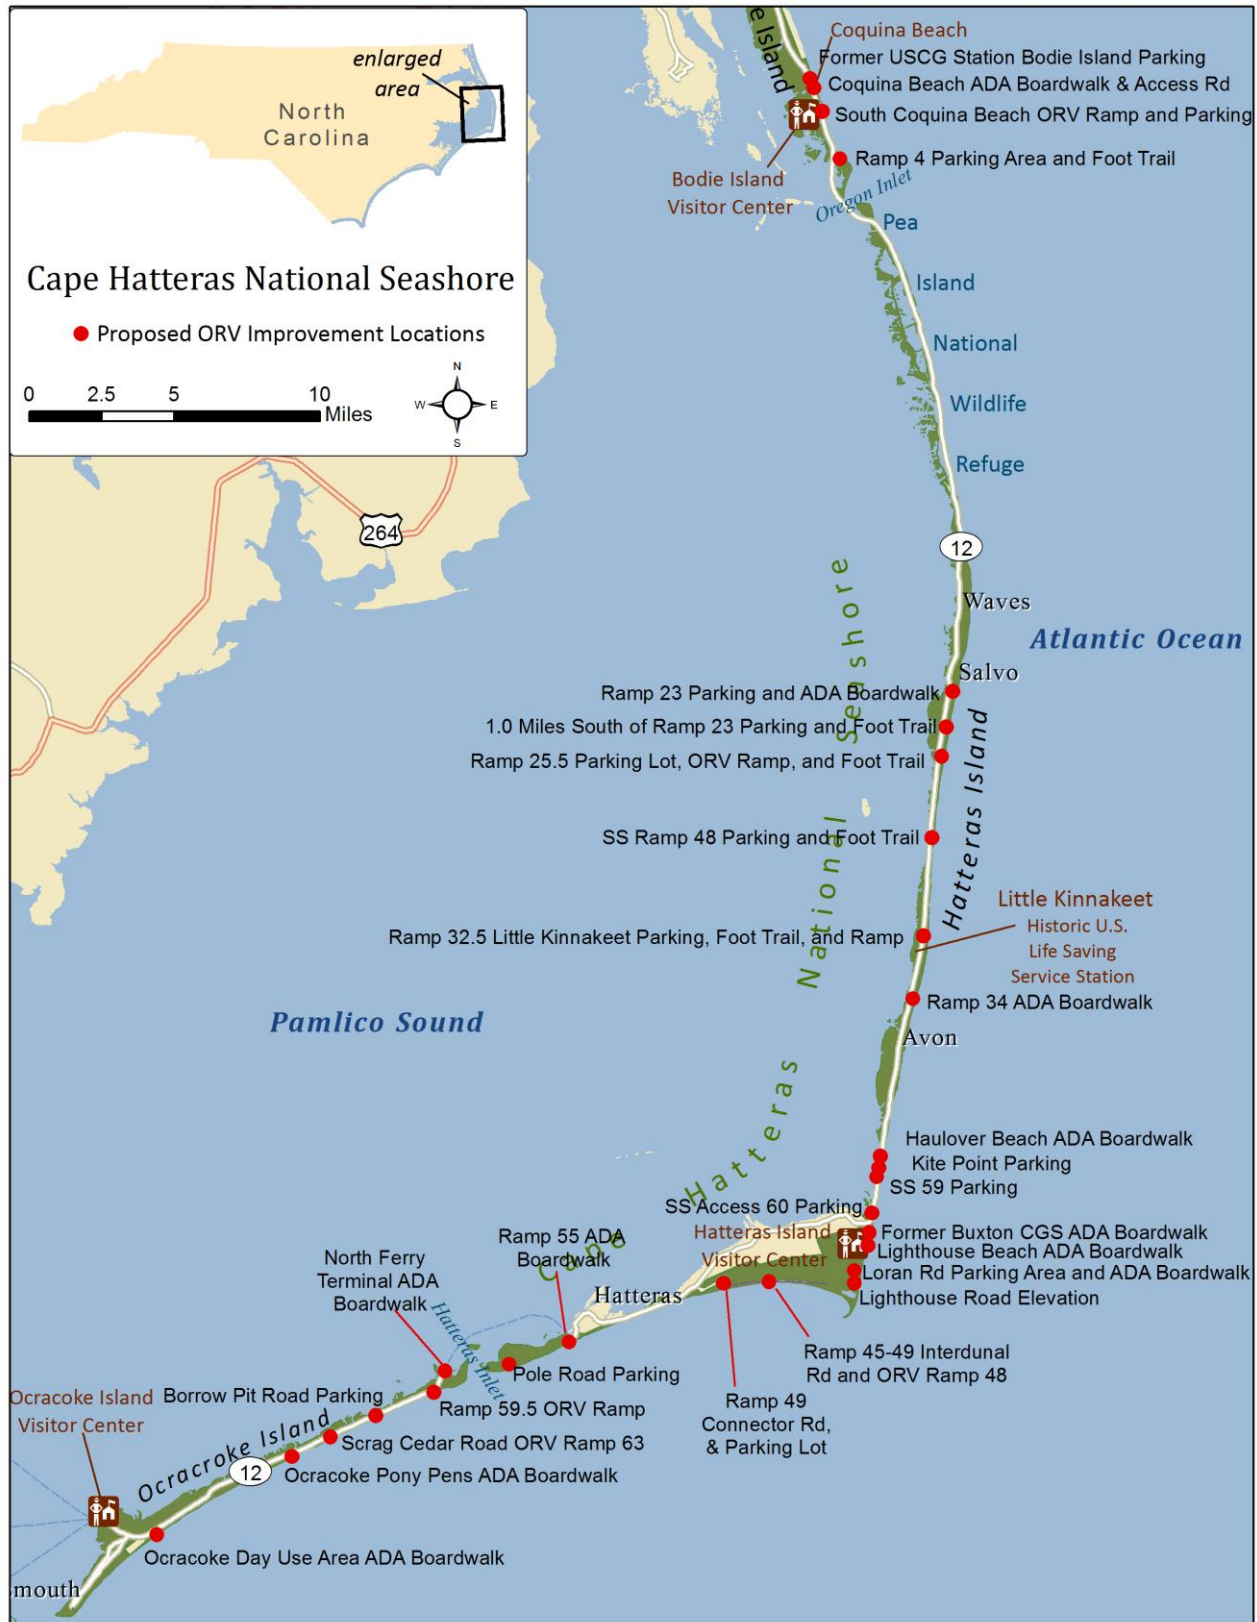 enlarged
area
North
Carolina
Cape Hatteras National Seashore
Proposed ORV Improvement Locations
0 2.5 5 10
Miles
N
W E
S
e Island
Coquina Beach
Former USCG Station Bodie Island Parking
Coquina Beach ADA Boardwalk & Access Rd
South Coquina Beach ORV Ramp and Parking
Ramp 4 Parking Area and Foot Trail
Bodie Island
Visitor Center
Oregon Inlet
Pea
Island
National
Wildlife
Refuge
264
12
Waves
Atlantic Ocean
Salvo
Ramp 23 Parking and ADA Boardwalk
1.0 Miles South of Ramp 23 Parking and Foot Trail
Ramp 25.5 Parking Lot, ORV Ramp, and Foot Trail
SS Ramp 48 Parking and Foot Trail
Hatteras Island
Little Kinnakeet
Historic U.S.
Life Saving
Service Station
Ramp 32.5 Little Kinnakeet Parking, Foot Trail, and Ramp
Ramp 34 ADA Boardwalk
Pamlico Sound
Avon
Cape Hatteras National Seashore
Haulover Beach ADA Boardwalk
Kite Point Parking
SS 59 Parking
SS Access 60 Parking
Hatteras Island
Visitor Center
Former Buxton CGS ADA Boardwalk
Lighthouse Beach ADA Boardwalk
Loran Rd Parking Area and ADA Boardwalk
Lighthouse Road Elevation
Ramp 55 ADA
Boardwalk
North Ferry
Terminal ADA
Boardwalk
Hatteras
Hatteras Inlet
Ramp 45-49 Interdunal
Rd and ORV Ramp 48
Ramp 49
Connector Rd,
& Parking Lot
Pole Road Parking
Ocracoke Island
Visitor Center
Borrow Pit Road Parking
Ramp 59.5 ORV Ramp
Ocracroke Island
Scrag Cedar Road ORV Ramp 63
12
Ocracoke Pony Pens ADA Boardwalk
Ocracoke Day Use Area ADA Boardwalk
smouth